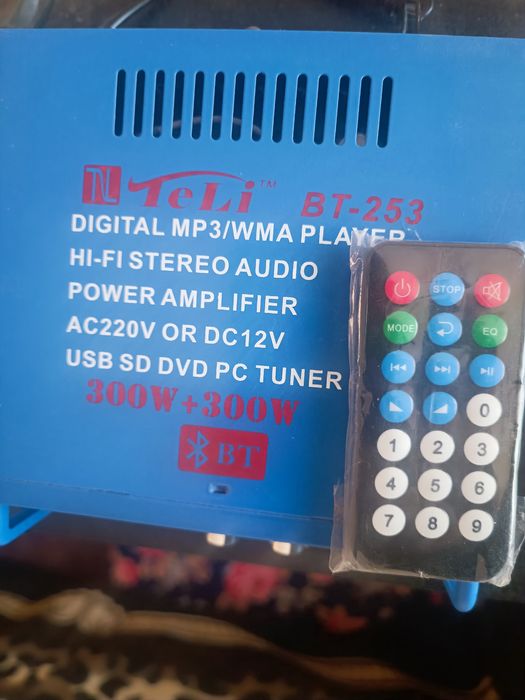 TeLi™ BT-253
DIGITAL MP3/WMA PLAYER
HI-FI STEREO AUDIO
POWER AMPLIFIER
AC220V OR DC12V
USB SD DVD PC TUNER
300W+300W
BT
STOP
MODE
EQ
0
1 2 3
4 5 6
7 8 9